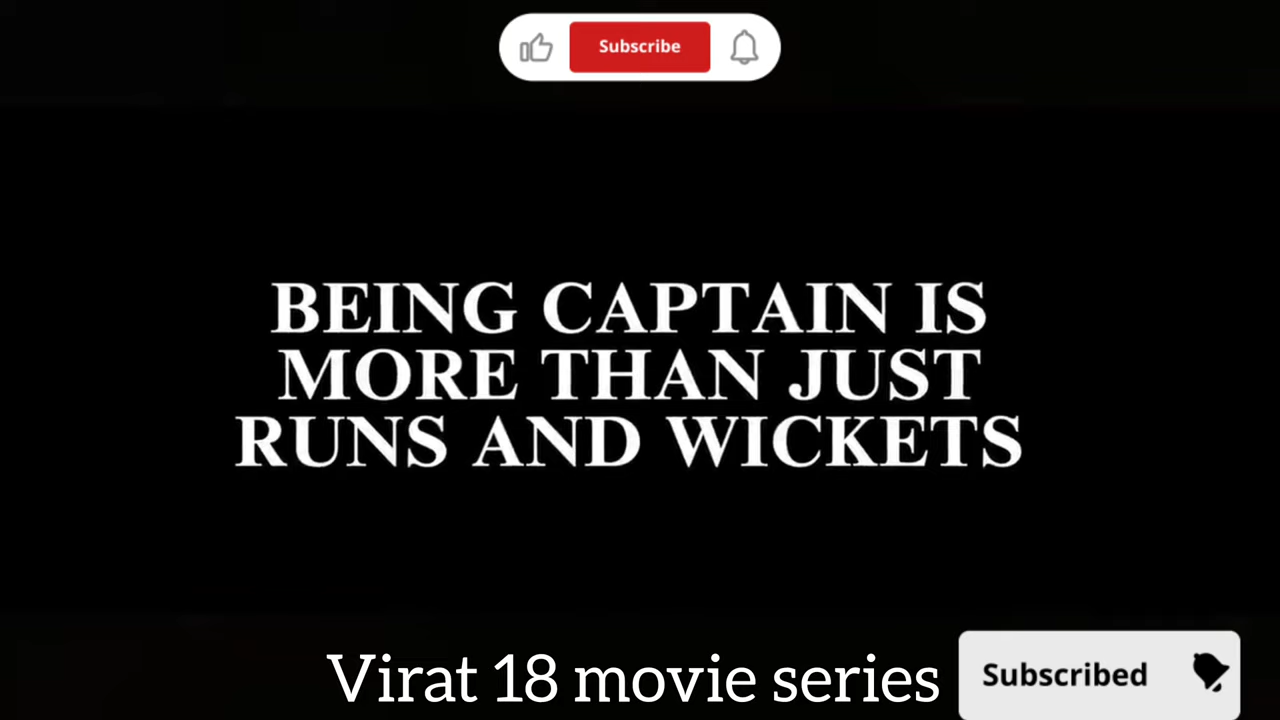 Subscribe
BEING CAPTAIN IS
MORE THAN JUST
RUNS AND WICKETS
Virat 18 movie series
Subscribed